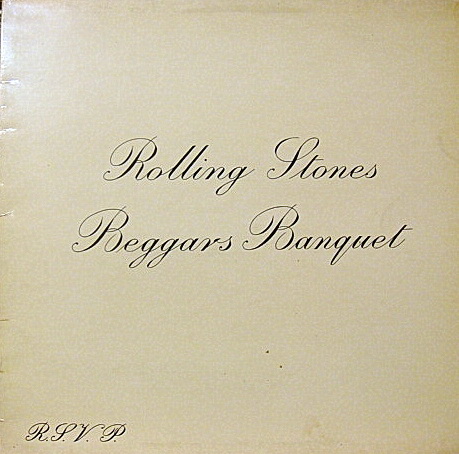 Rolling Stones
Beggars Banquet
R.S.V.P.